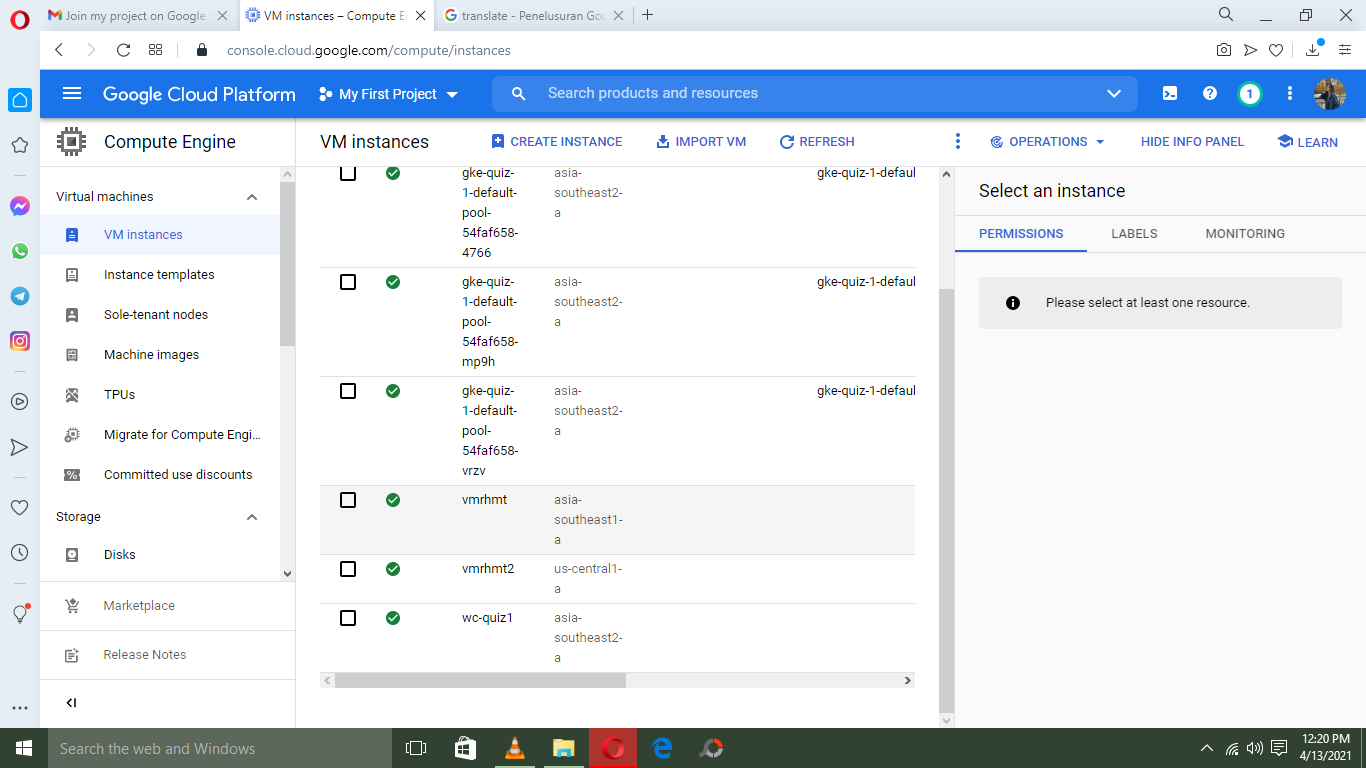 Join my project on Google
VM instances – Compute E
translate - Penelusuran Goo
console.cloud.google.com/compute/instances
Google Cloud Platform
My First Project
Search products and resources
1
Compute Engine
VM instances
CREATE INSTANCE
IMPORT VM
REFRESH
OPERATIONS
HIDE INFO PANEL
LEARN
Virtual machines
VM instances
Instance templates
Sole-tenant nodes
Machine images
TPUs
Migrate for Compute Engi...
Committed use discounts
Storage
Disks
Marketplace
Release Notes
gke-quiz-
1-default-
pool-
54faf658-
4766
asia-
southeast2-
a
gke-quiz-1-defaul
gke-quiz-
1-default-
pool-
54faf658-
mp9h
asia-
southeast2-
a
gke-quiz-1-defaul
gke-quiz-
1-default-
pool-
54faf658-
vrzv
asia-
southeast2-
a
gke-quiz-1-defaul
vmrhmt
asia-
southeast1-
a
vmrhmt2
us-central1-
a
wc-quiz1
asia-
southeast2-
a
Select an instance
PERMISSIONS
LABELS
MONITORING
Please select at least one resource.
Search the web and Windows
12:20 PM
4/13/2021